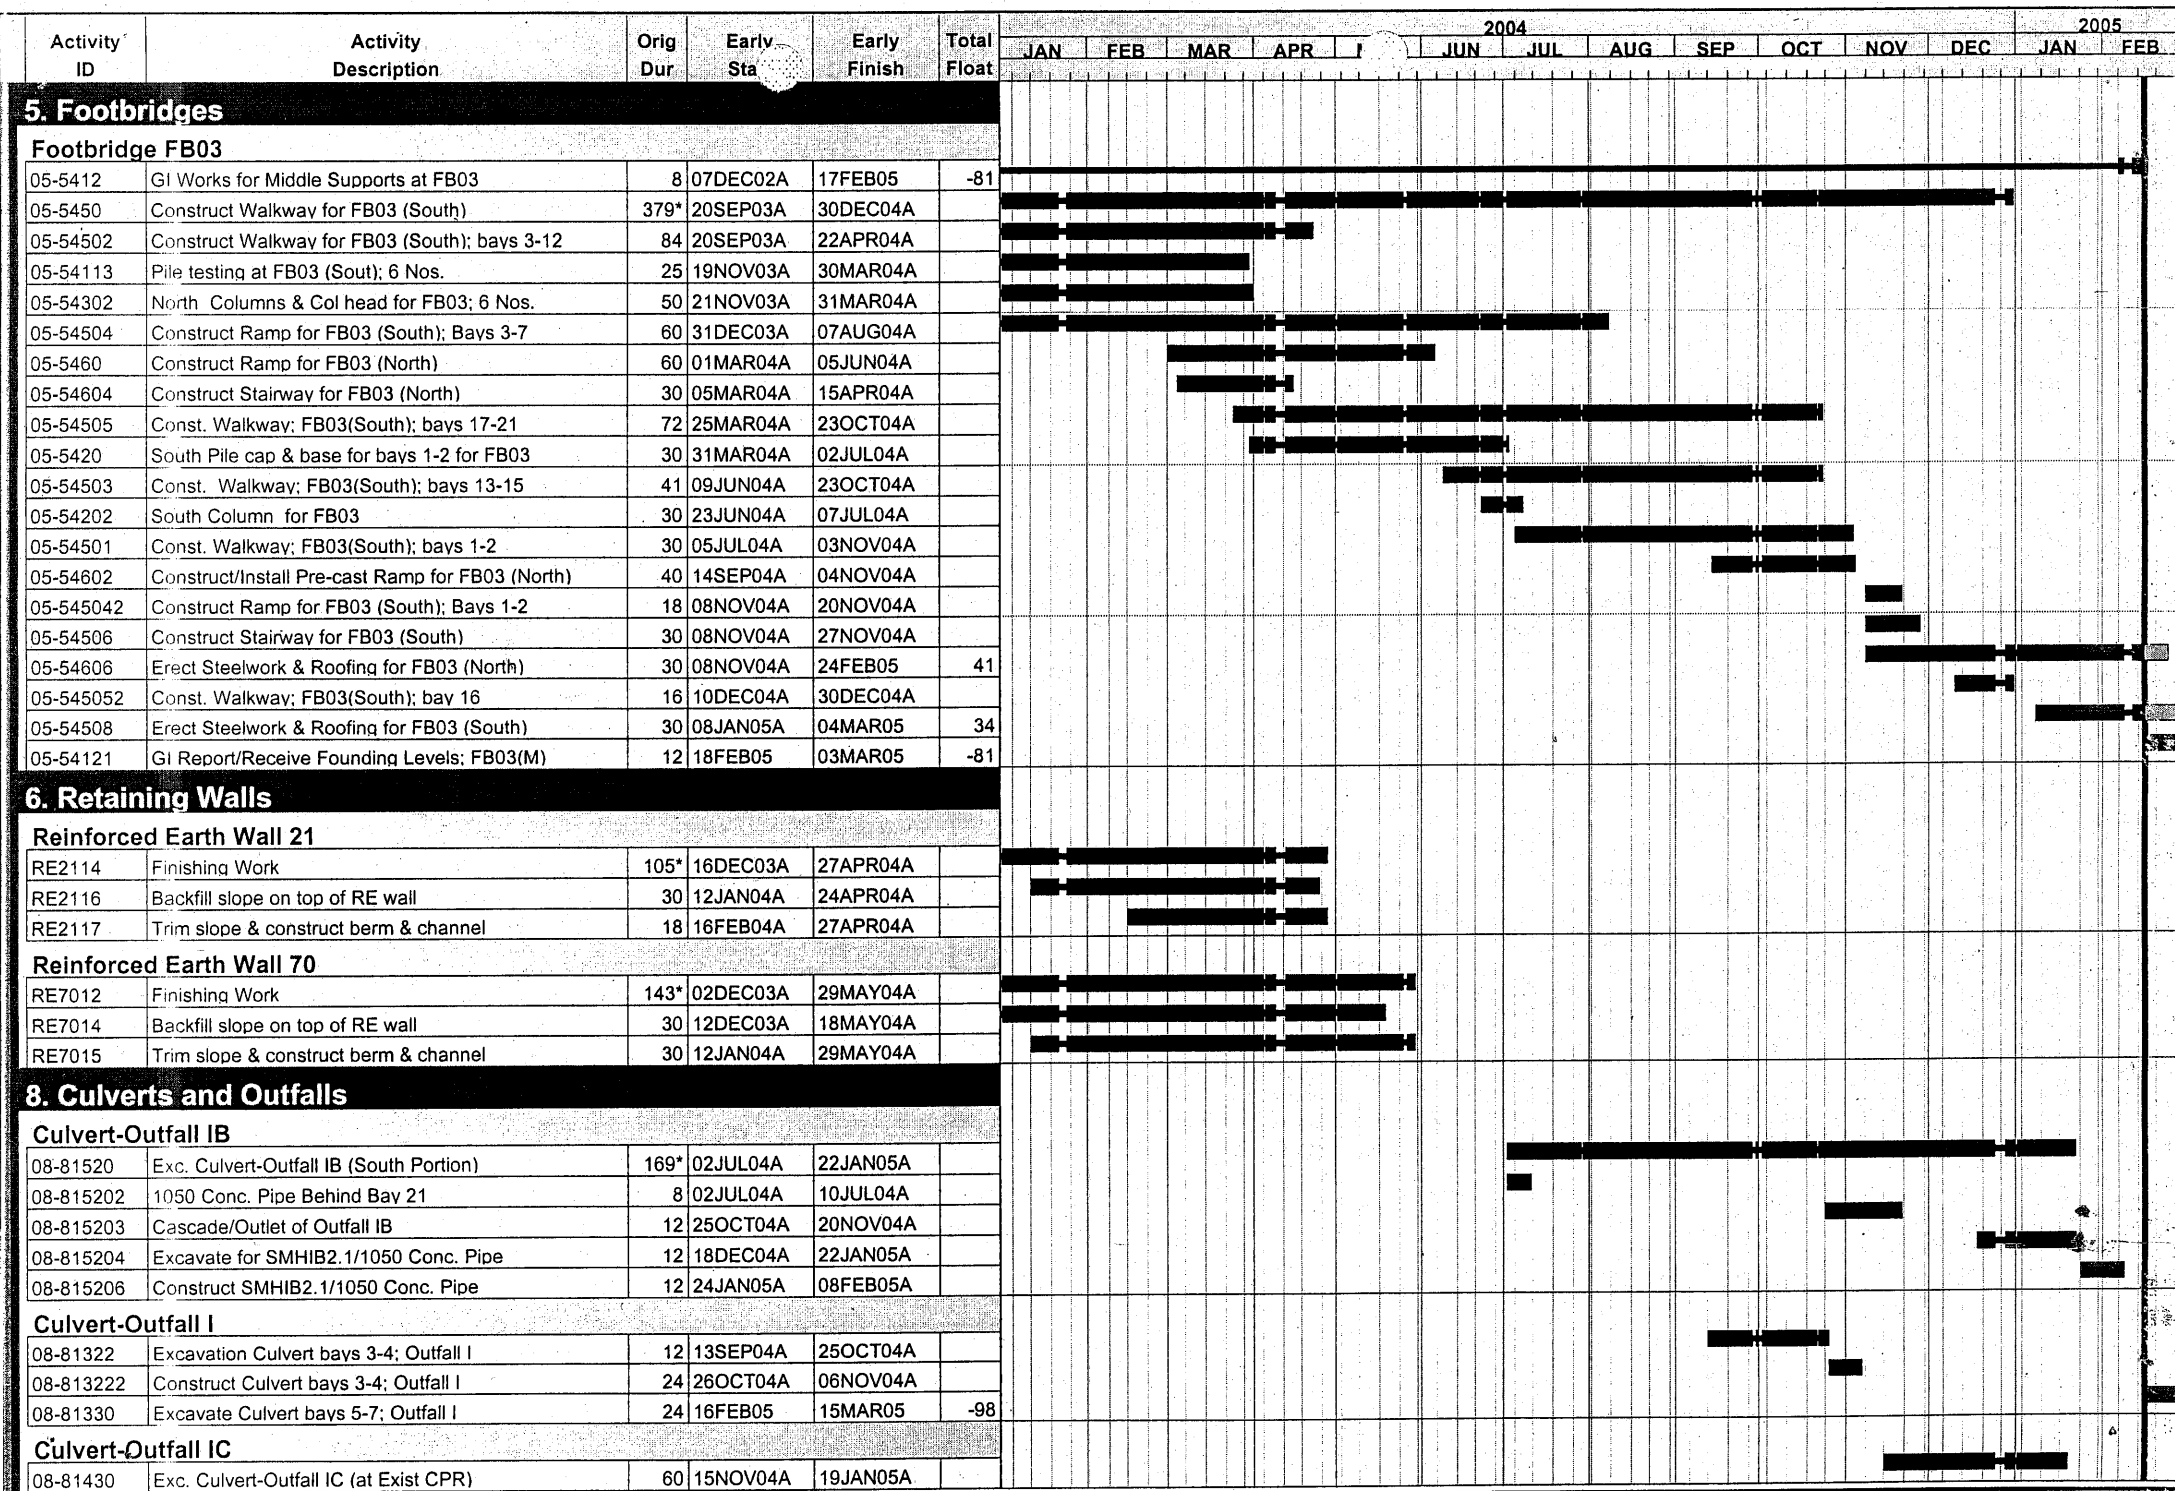 2004 2005
Activity ID Activity Description Orig Dur Early Early Finish Total Float JAN FEB MAR APR JUN JUL AUG SEP OCT NOV DEC JAN FEB
5. Footbridges
Footbridge FB03
05-5412 GI Works for Middle Supports at FB03 8 07DEC02A 17FEB05 -81
05-5450 Construct Walkway for FB03 (South) 379* 20SEP03A 30DEC04A
05-54502 Construct Walkway for FB03 (South); bays 3-12 84 20SEP03A 22APR04A
05-54113 Pile testing at FB03 (Sout); 6 Nos. 25 19NOV03A 30MAR04A
05-54302 North Columns & Col head for FB03; 6 Nos. 50 21NOV03A 31MAR04A
05-54504 Construct Ramp for FB03 (South); Bays 3-7 60 31DEC03A 07AUG04A
05-5460 Construct Ramp for FB03 (North) 60 01MAR04A 05JUN04A
05-54604 Construct Stairway for FB03 (North) 30 05MAR04A 15APR04A
05-54505 Const. Walkway; FB03(South); bays 17-21 72 25MAR04A 23OCT04A
05-5420 South Pile cap & base for bays 1-2 for FB03 30 31MAR04A 02JUL04A
05-54503 Const. Walkway; FB03(South); bays 13-15 41 09JUN04A 23OCT04A
05-54202 South Column for FB03 30 23JUN04A 07JUL04A
05-54501 Const. Walkway; FB03(South); bays 1-2 30 05JUL04A 03NOV04A
05-54602 Construct/Install Pre-cast Ramp for FB03 (North) 40 14SEP04A 04NOV04A
05-545042 Construct Ramp for FB03 (South); Bays 1-2 18 08NOV04A 20NOV04A
05-54506 Construct Stairway for FB03 (South) 30 08NOV04A 27NOV04A
05-54606 Erect Steelwork & Roofing for FB03 (North) 30 08NOV04A 24FEB05 41
05-545052 Const. Walkway; FB03(South); bay 16 16 10DEC04A 30DEC04A
05-54508 Erect Steelwork & Roofing for FB03 (South) 30 08JAN05A 04MAR05 34
05-54121 GI Report/Receive Founding Levels; FB03(M) 12 18FEB05 03MAR05 -81
6. Retaining Walls
Reinforced Earth Wall 21
RE2114 Finishing Work 105* 16DEC03A 27APR04A
RE2116 Backfill slope on top of RE wall 30 12JAN04A 24APR04A
RE2117 Trim slope & construct berm & channel 18 16FEB04A 27APR04A
Reinforced Earth Wall 70
RE7012 Finishing Work 143* 02DEC03A 29MAY04A
RE7014 Backfill slope on top of RE wall 30 12DEC03A 18MAY04A
RE7015 Trim slope & construct berm & channel 30 12JAN04A 29MAY04A
8. Culverts and Outfalls
Culvert-Outfall IB
08-81520 Exc. Culvert-Outfall IB (South Portion) 169* 02JUL04A 22JAN05A
08-815202 1050 Conc. Pipe Behind Bay 21 8 02JUL04A 10JUL04A
08-815203 Cascade/Outlet of Outfall IB 12 25OCT04A 20NOV04A
08-815204 Excavate for SMHIB2.1/1050 Conc. Pipe 12 18DEC04A 22JAN05A
08-815206 Construct SMHIB2.1/1050 Conc. Pipe 12 24JAN05A 08FEB05A
Culvert-Outfall I
08-81322 Excavation Culvert bays 3-4; Outfall I 12 13SEP04A 25OCT04A
08-813222 Construct Culvert bays 3-4; Outfall I 24 26OCT04A 06NOV04A
08-81330 Excavate Culvert bays 5-7; Outfall I 24 16FEB05 15MAR05 -98
Culvert-Outfall IC
08-81430 Exc. Culvert-Outfall IC (at Exist CPR) 60 15NOV04A 19JAN05A